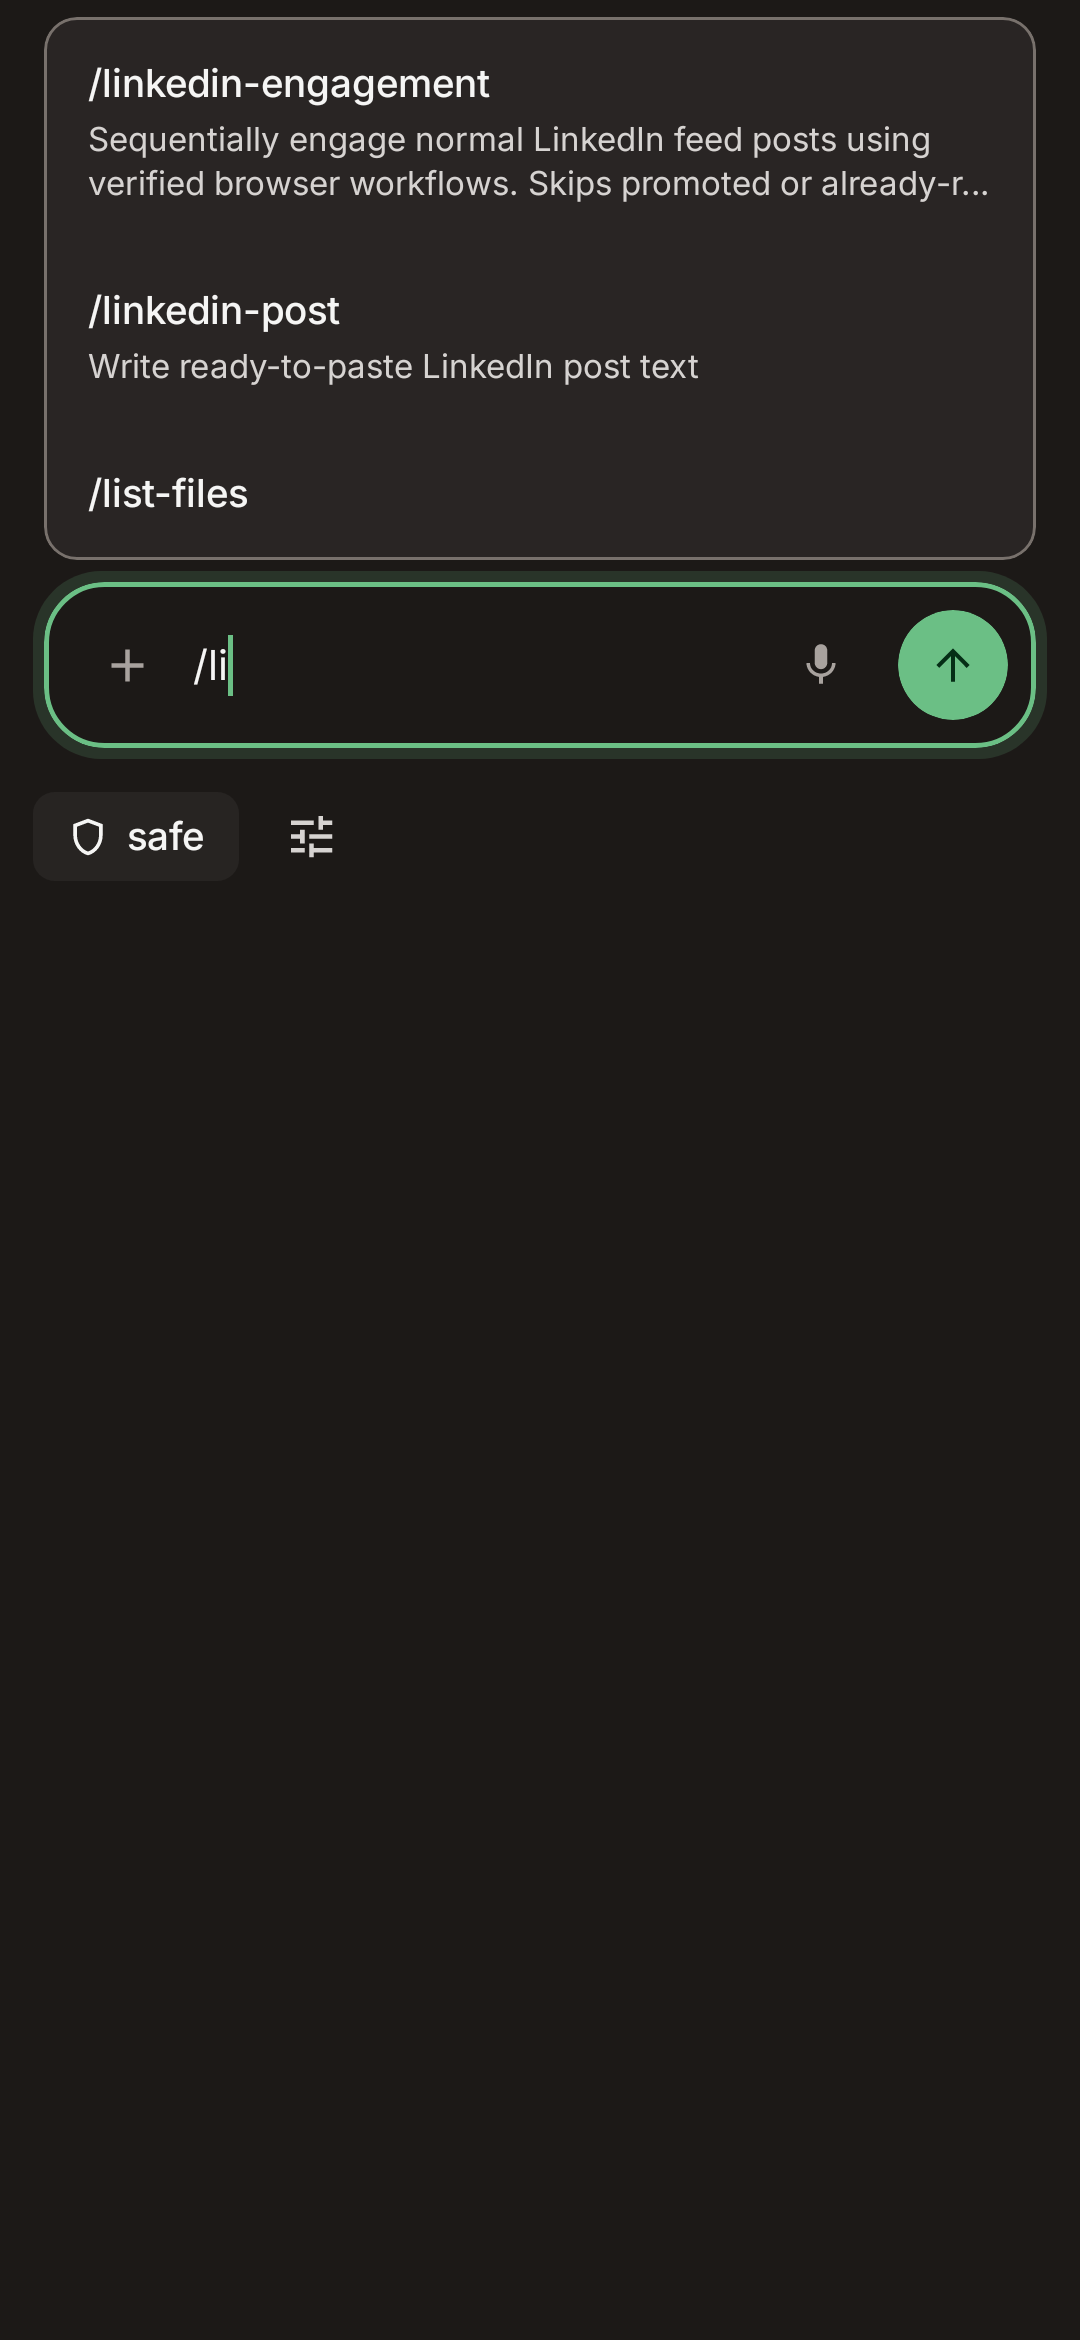 /linkedin-engagement
Sequentially engage normal LinkedIn feed posts using
verified browser workflows. Skips promoted or already-r...
/linkedin-post
Write ready-to-paste LinkedIn post text
/list-files
/li
safe